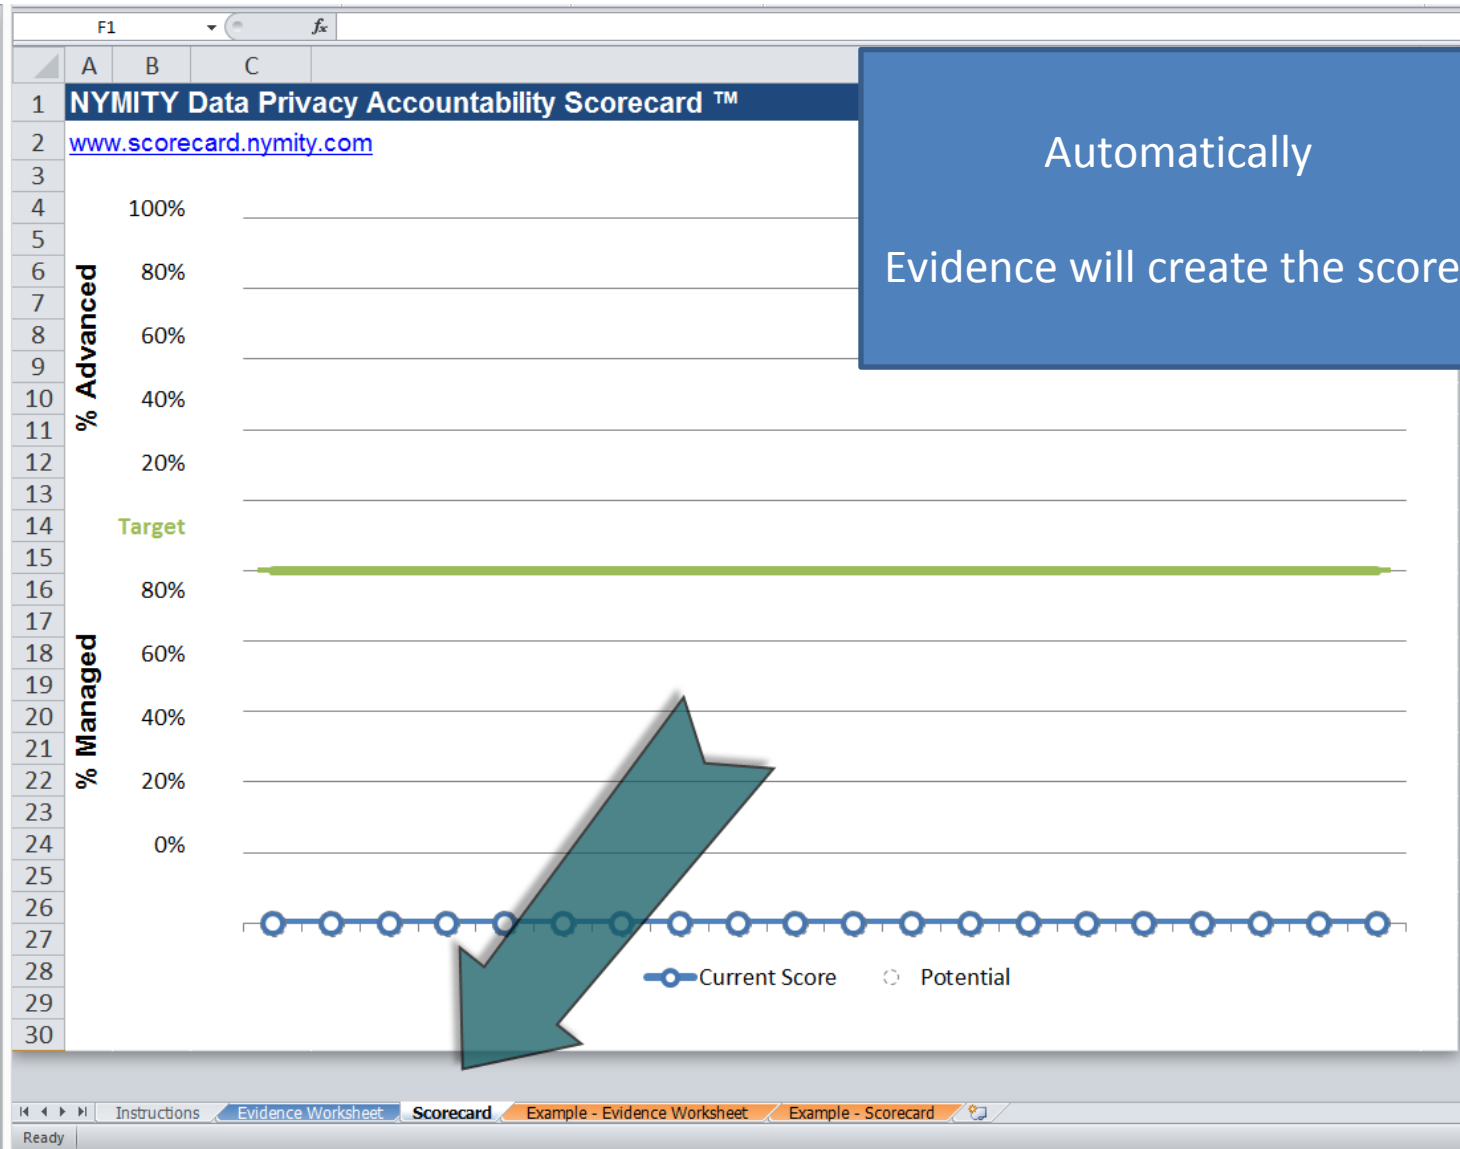 F1
fx
A B C
1 NYMITY Data Privacy Accountability Scorecard ™
Automatically
Evidence will create the score
2 www.scorecard.nymity.com
3
4 100%
5
6 80%
7
8 60%
9
10 40%
11
12 20%
13
14 Target
15
16 80%
17
18 60%
19
20 40%
21
22 20%
23
24 0%
25
26
27
28
29
30
% Advanced
% Managed
Current Score Potential
Instructions Evidence Worksheet Scorecard Example - Evidence Worksheet Example - Scorecard
Ready